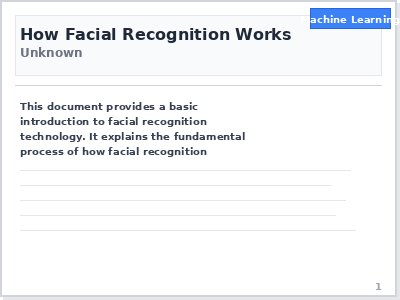 achine Learning
How Facial Recognition Works
Unknown
This document provides a basic
introduction to facial recognition
technology. It explains the fundamental
process of how facial recognition
1